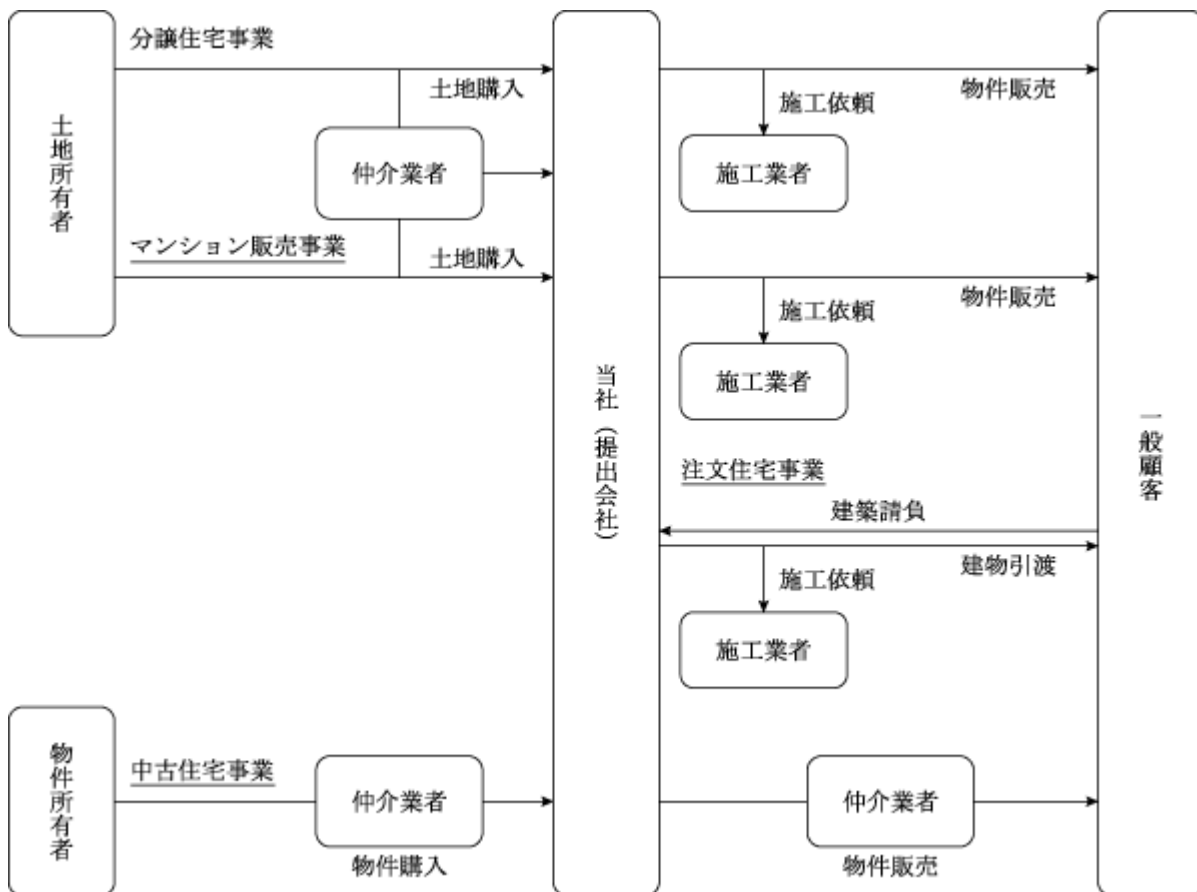 分譲住宅事業
土地購入
物件販売
施工依頼
土地所有者
仲介業者
施工業者
マンション販売事業
土地購入
物件販売
施工依頼
施工業者
当社（提出会社）
一般顧客
注文住宅事業
建築請負
建物引渡
施工依頼
施工業者
物件所有者
中古住宅事業
仲介業者
仲介業者
物件購入
物件販売